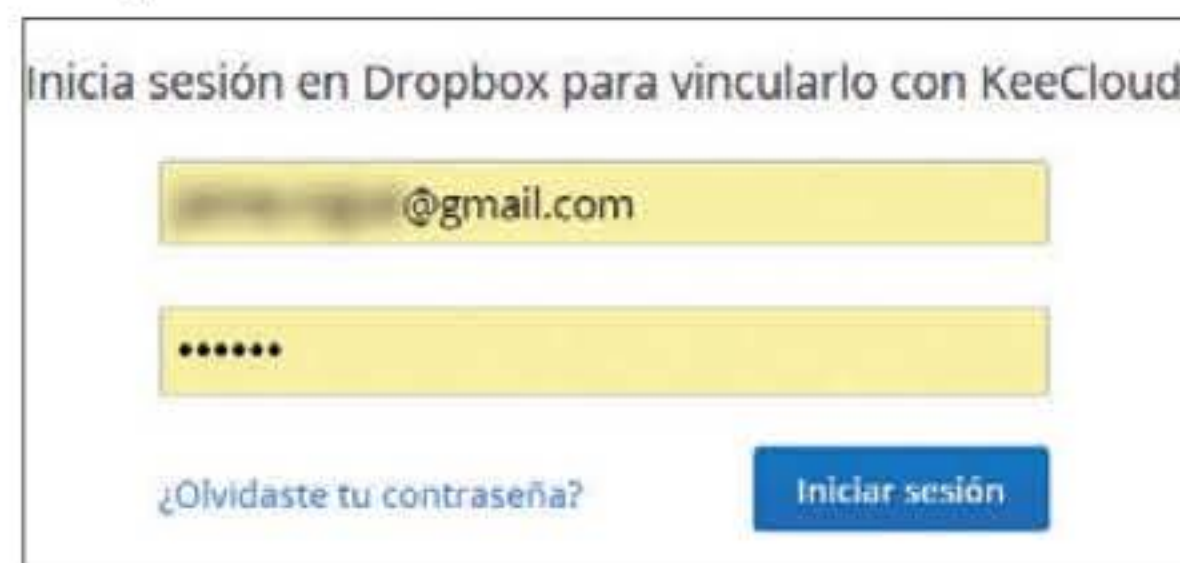 Inicia sesión en Dropbox para vincularlo con KeeCloud
@gmail.com
••••••
¿Olvidaste tu contraseña?
Iniciar sesión